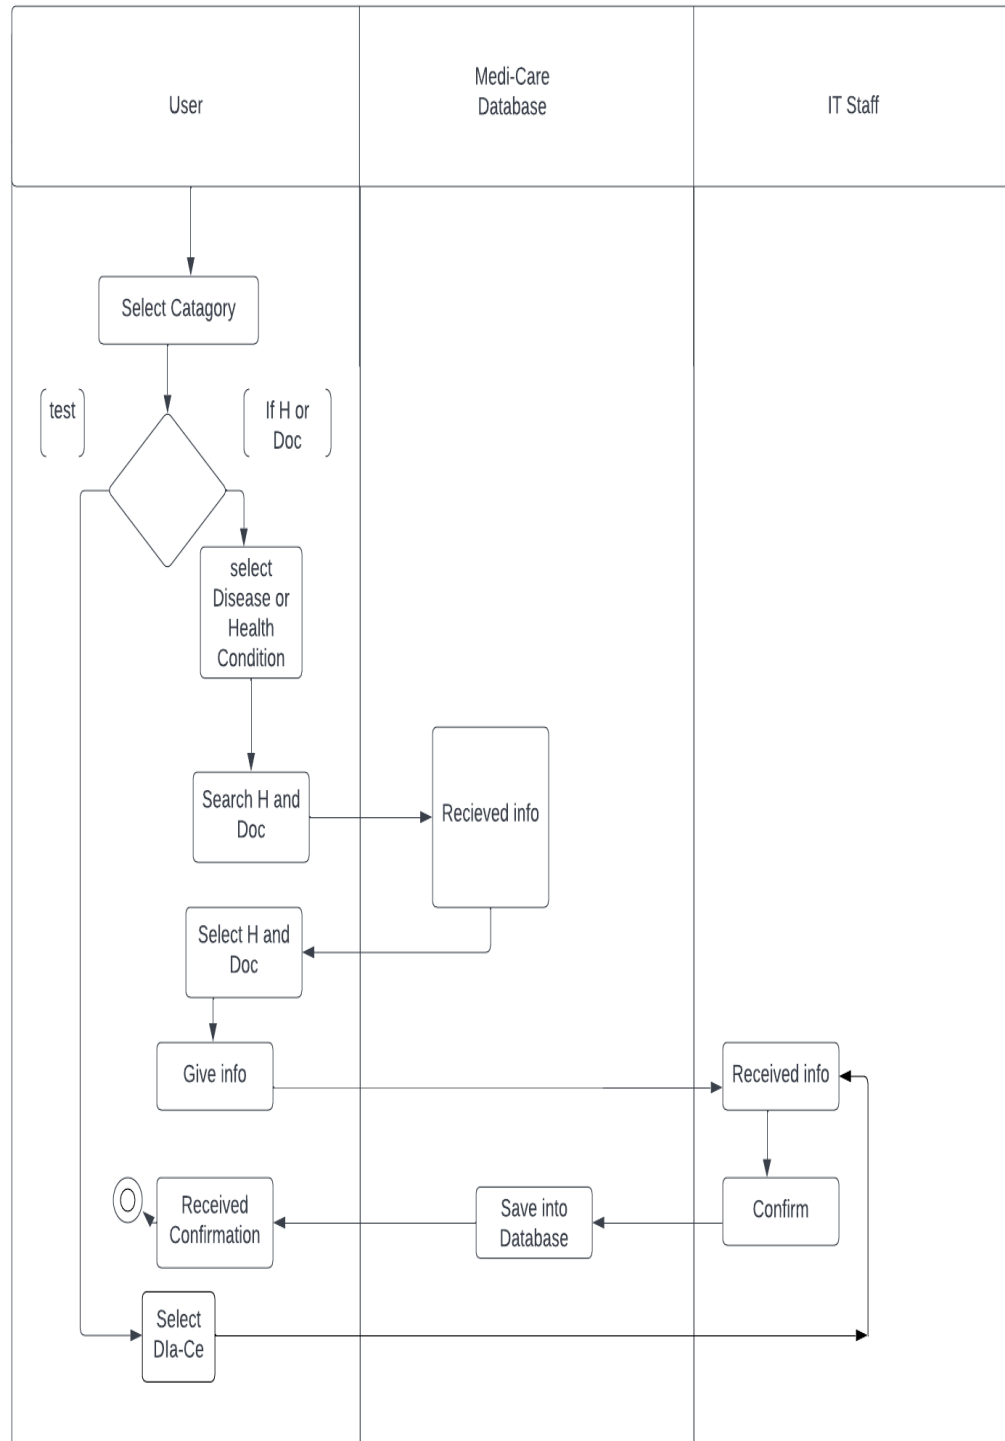 User
Medi-Care
Database
IT Staff
Select Catagory
test
If H or
Doc
select
Disease or
Health
Condition
Search H and
Doc
Recieved info
Select H and
Doc
Give info
Received info
Received
Confirmation
Save into
Database
Confirm
Select
DIa-Ce